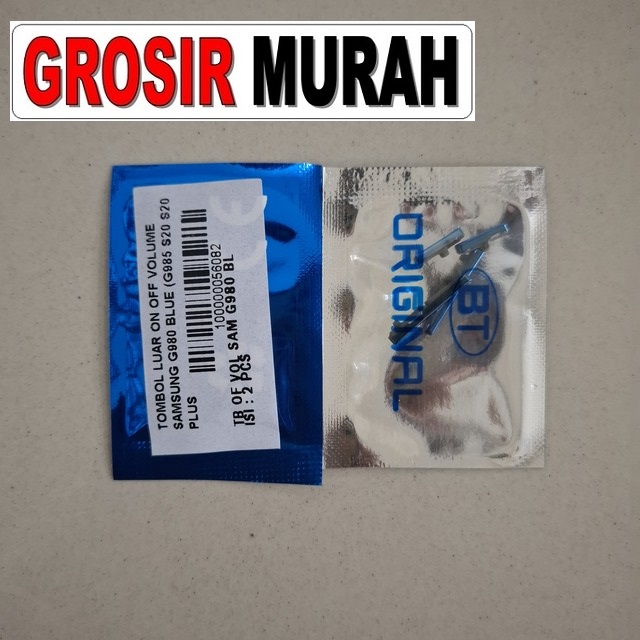 GROSIR MURAH
TOMBOL LUAR ON OFF VOLUME
SAMSUNG G980 BLUE (G985 S20 S20
PLUS
1000000056082
TB OF VOL SAM G980 BL
ISI : 2 PCS
ORIGINAL
BT